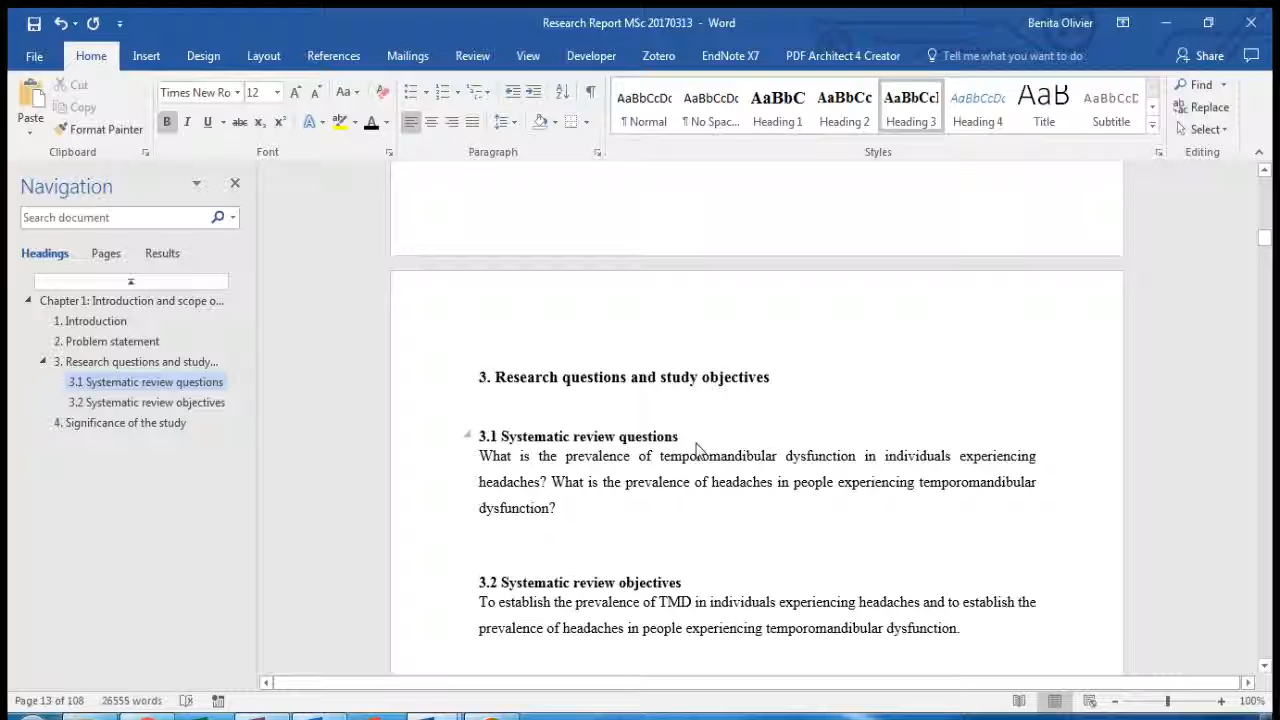 Research Report MSc 20170313 - Word
Benita Olivier
File Home Insert Design Layout References Mailings Review View Developer Zotero EndNote X7 PDF Architect 4 Creator Tell me what you want to do Share
Paste
Cut
Copy
Format Painter
Clipboard
Times New Ro 12
Font
Paragraph
AaBbCcDc AaBbCcDc AaBbC AaBbCc AaBbCcl AaBbCcDc AaB AaBbCcD
¶ Normal ¶ No Spac... Heading 1 Heading 2 Heading 3 Heading 4 Title Subtitle
Styles
Find
Replace
Select
Editing
Navigation
Search document
Headings Pages Results
Chapter 1: Introduction and scope o...
1. Introduction
2. Problem statement
3. Research questions and study...
3.1 Systematic review questions
3.2 Systematic review objectives
4. Significance of the study
3. Research questions and study objectives
3.1 Systematic review questions
What is the prevalence of temporomandibular dysfunction in individuals experiencing
headaches? What is the prevalence of headaches in people experiencing temporomandibular
dysfunction?
3.2 Systematic review objectives
To establish the prevalence of TMD in individuals experiencing headaches and to establish the
prevalence of headaches in people experiencing temporomandibular dysfunction.
Page 13 of 108 26555 words 100%